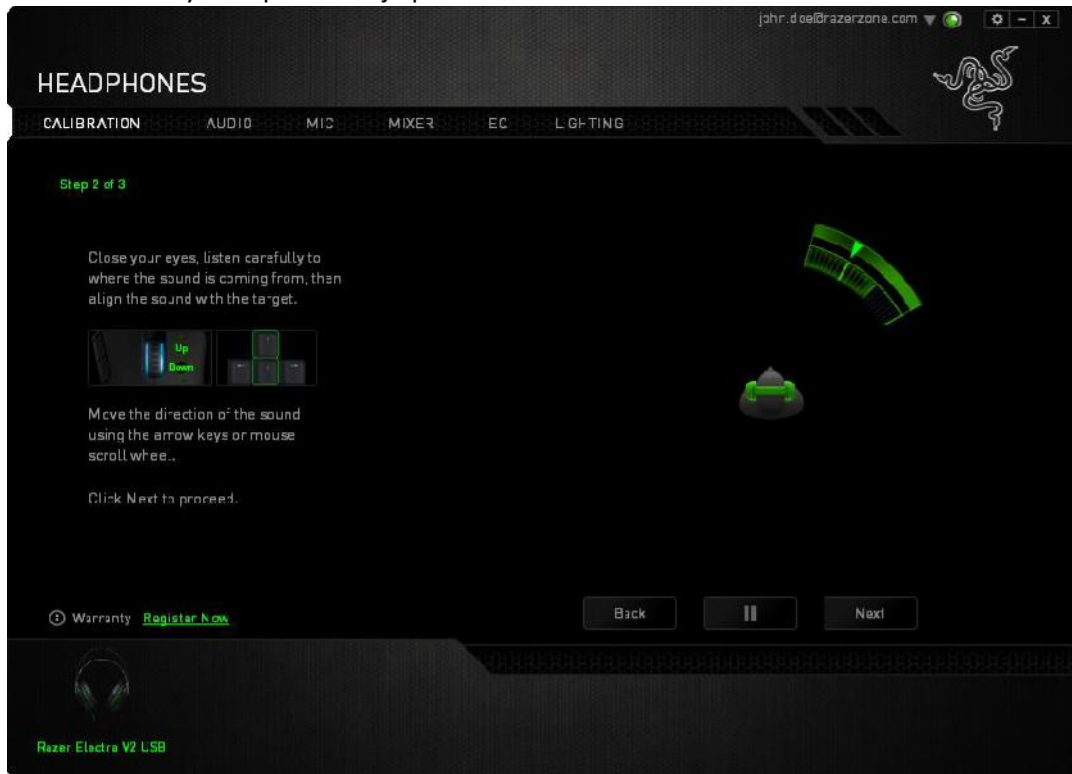 john.doe@razerzone.com
HEADPHONES
CALIBRATION AUDIO MIC MIXER EQ LIGHTING
Step 2 of 3
Close your eyes, listen carefully to
where the sound is coming from, then
align the sound with the target.
Up
Down
Move the direction of the sound
using the arrow keys or mouse
scroll wheel.
Click Next to proceed.
Warranty Register Now
Back Next
Razer Electra V2 USB